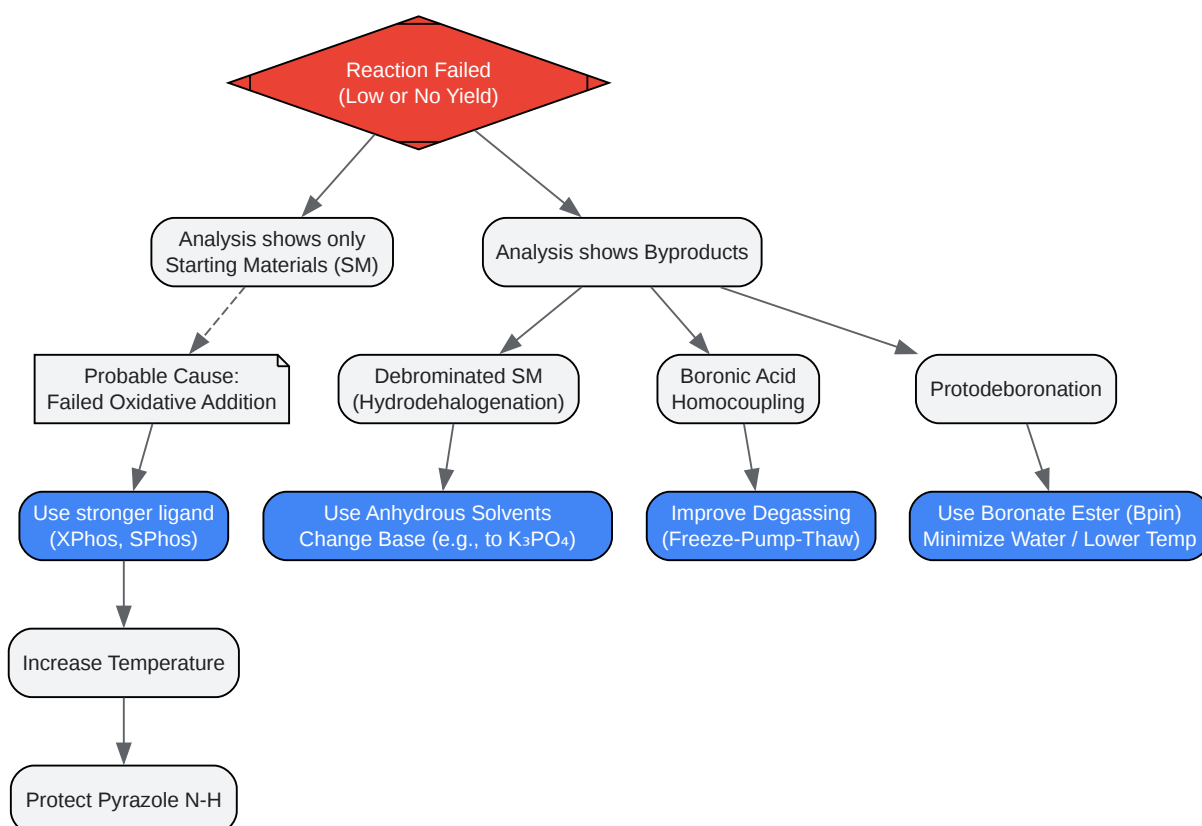 Reaction Failed
(Low or No Yield)
Analysis shows only
Starting Materials (SM)
Analysis shows Byproducts
Probable Cause:
Failed Oxidative Addition
Debrominated SM
(Hydrodehalogenation)
Boronic Acid
Homocoupling
Protodeboronation
Use stronger ligand
(XPhos, SPhos)
Use Anhydrous Solvents
Change Base (e.g., to K₃PO₄)
Improve Degassing
(Freeze-Pump-Thaw)
Use Boronate Ester (Bpin)
Minimize Water / Lower Temp
Increase Temperature
Protect Pyrazole N-H